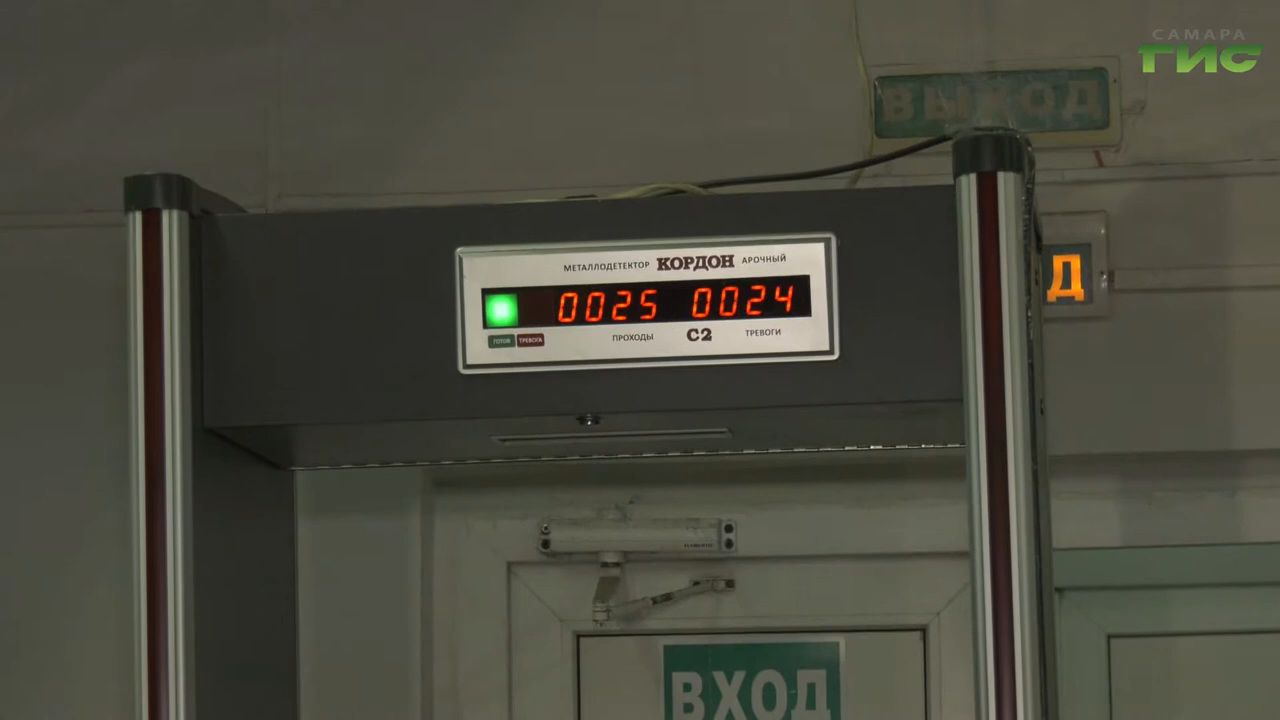 САМАРА
ГИС
ВЫХОД
МЕТАЛЛОДЕТЕКТОР КОРДОН АРОЧНЫЙ
0025 0024
ГОТОВ ТРЕВОГА ПРОХОДЫ С2 ТРЕВОГИ
Д
ВХОД